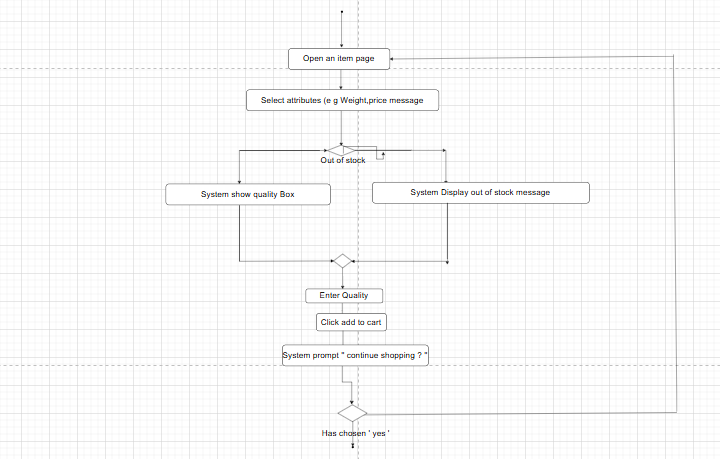 Open an item page
Select attributes (e g Weight,price message
Out of stock
System show quality Box
System Display out of stock message
Enter Quality
Click add to cart
System prompt " continue shopping ? "
Has chosen ' yes '